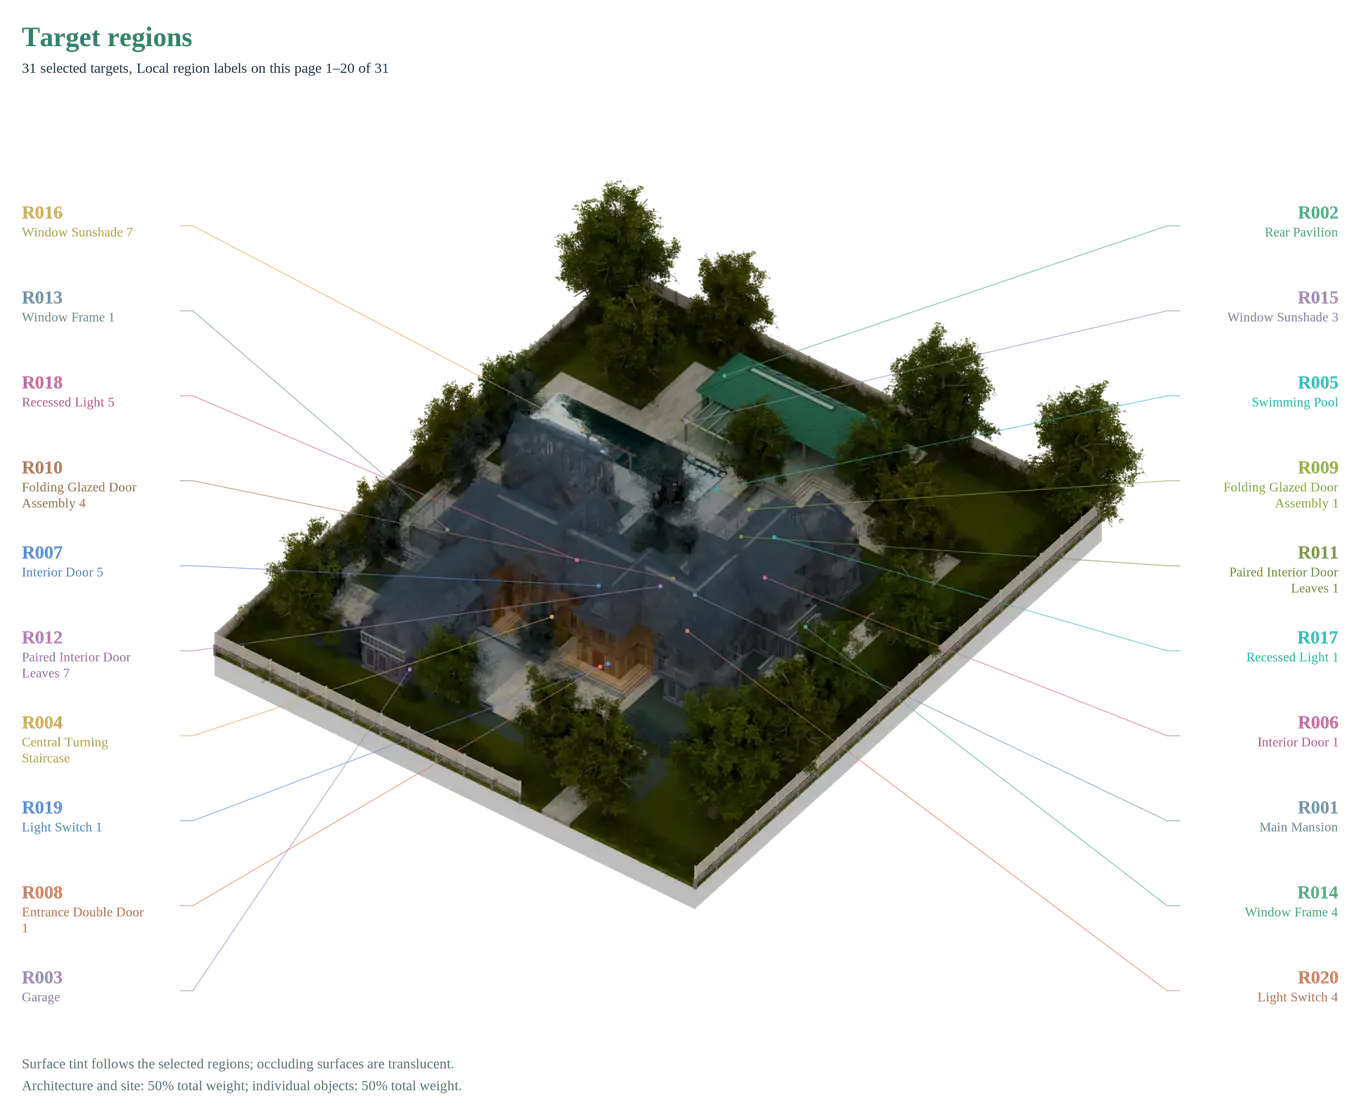 Target regions
31 selected targets, Local region labels on this page 1–20 of 31
R016
Window Sunshade 7
R013
Window Frame 1
R018
Recessed Light 5
R010
Folding Glazed Door
Assembly 4
R007
Interior Door 5
R012
Paired Interior Door
Leaves 7
R004
Central Turning
Staircase
R019
Light Switch 1
R008
Entrance Double Door
1
R003
Garage
R002
Rear Pavilion
R015
Window Sunshade 3
R005
Swimming Pool
R009
Folding Glazed Door
Assembly 1
R011
Paired Interior Door
Leaves 1
R017
Recessed Light 1
R006
Interior Door 1
R001
Main Mansion
R014
Window Frame 4
R020
Light Switch 4
Surface tint follows the selected regions; occluding surfaces are translucent.
Architecture and site: 50% total weight; individual objects: 50% total weight.